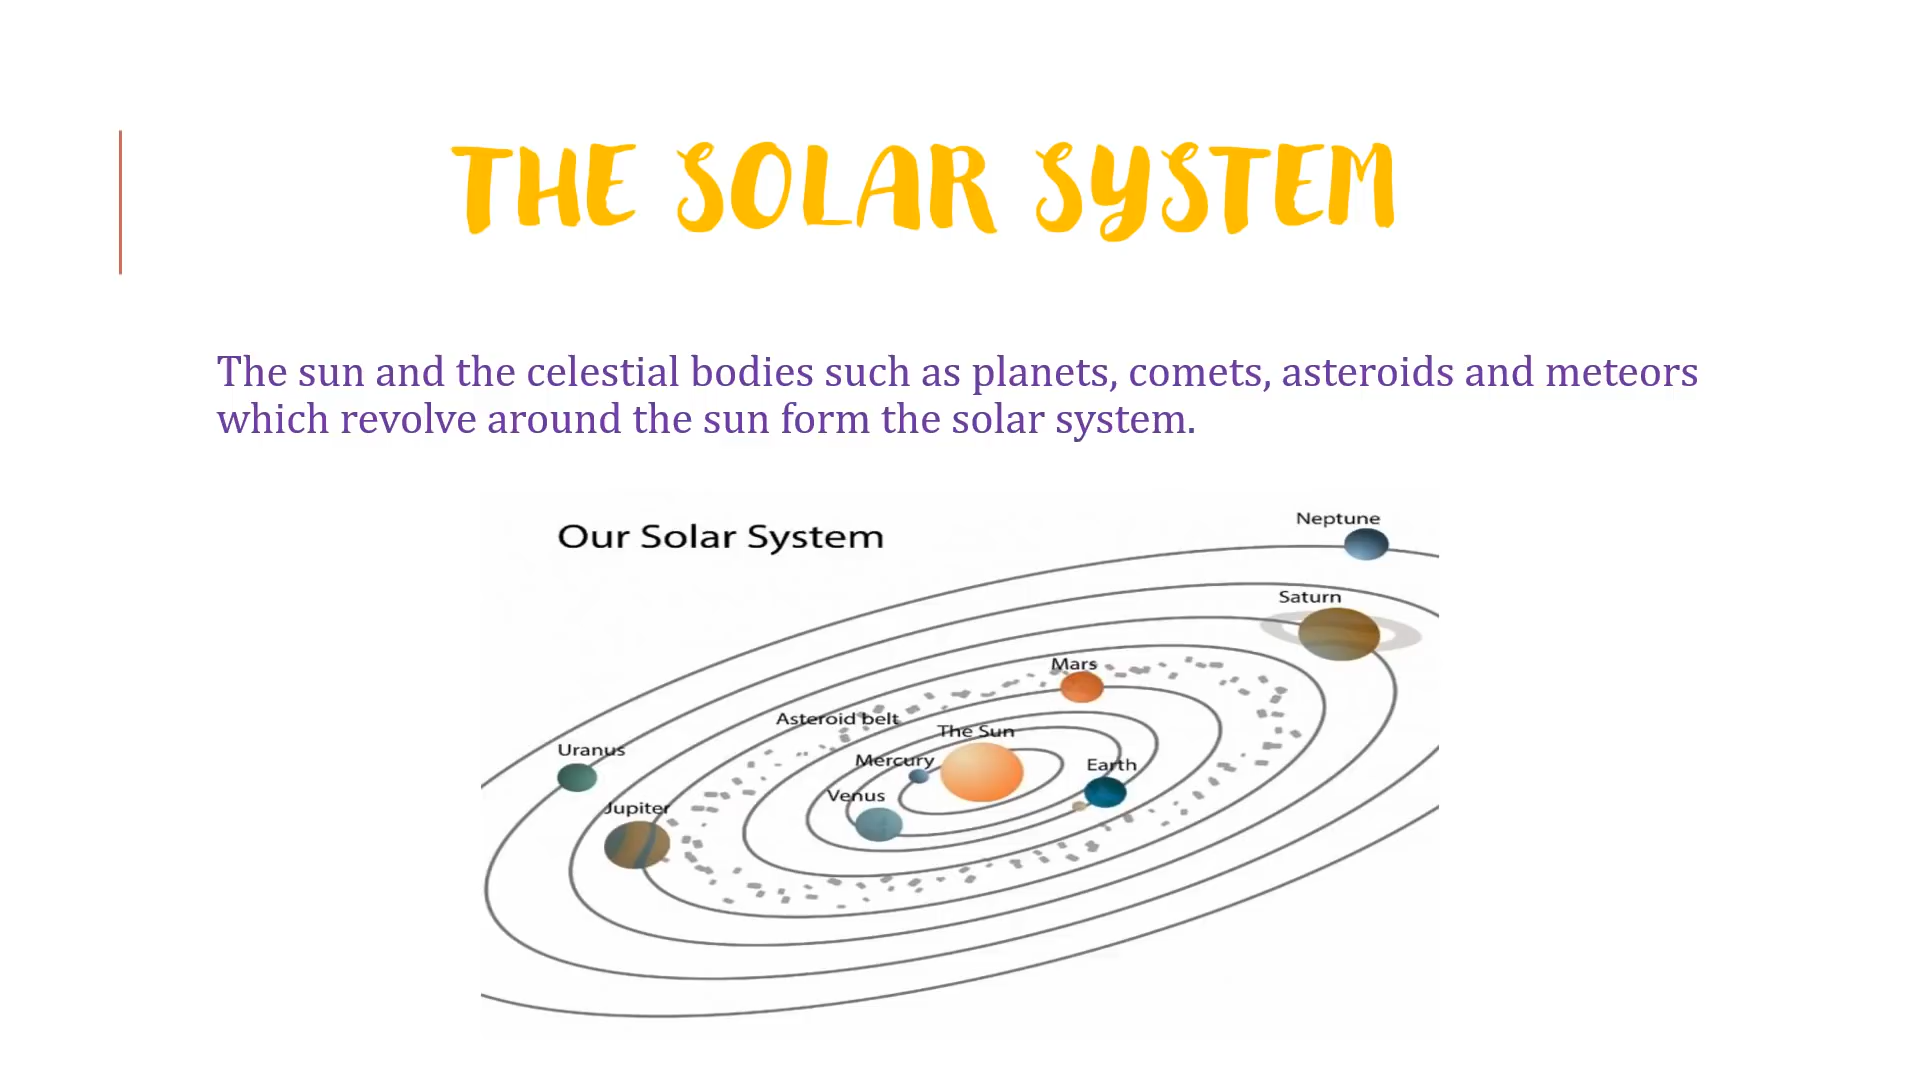 THE SOLAR SYSTEM
The sun and the celestial bodies such as planets, comets, asteroids and meteors
which revolve around the sun form the solar system.
Our Solar System
Neptune
Saturn
Mars
Asteroid belt
The Sun
Uranus
Mercury
Earth
Venus
Jupiter